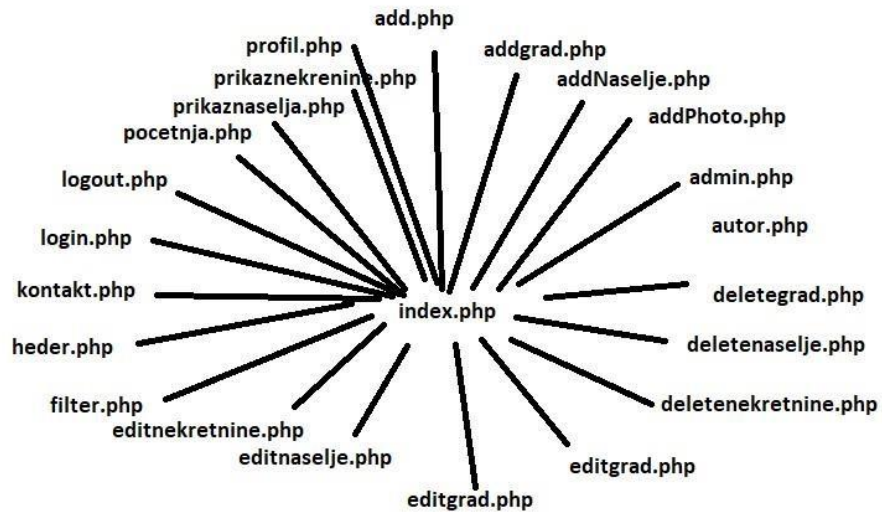 add.php
profil.php
addgrad.php
prikaznekrenine.php
addNaselje.php
prikaznaselja.php
addPhoto.php
pocetnja.php
logout.php
admin.php
autor.php
login.php
kontakt.php
deletegrad.php
index.php
heder.php
deletenaselje.php
filter.php
deletenekretnine.php
editnekretnine.php
editnaselje.php
editgrad.php
editgrad.php